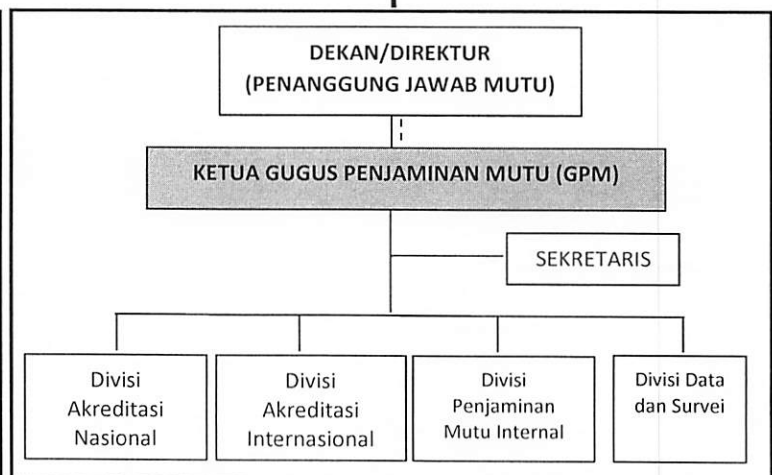 DEKAN/DIREKTUR
(PENANGGUNG JAWAB MUTU)
KETUA GUGUS PENJAMINAN MUTU (GPM)
SEKRETARIS
Divisi
Akreditasi
Nasional
Divisi
Akreditasi
Internasional
Divisi
Penjaminan
Mutu Internal
Divisi Data
dan Survei